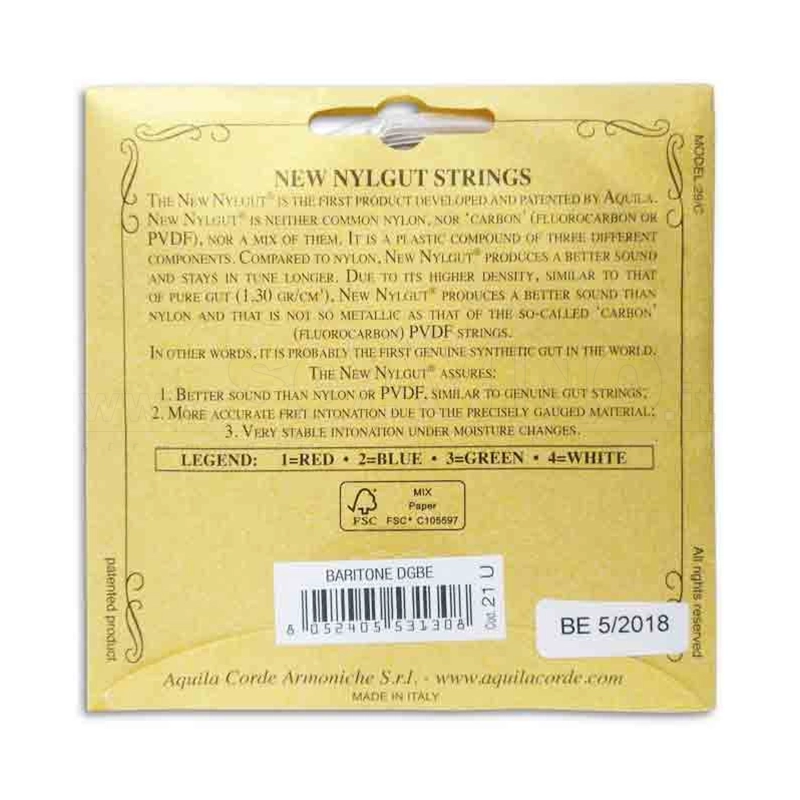 NEW NYLGUT STRINGS
THE NEW NYLGUT® IS THE FIRST PRODUCT DEVELOPED AND PATENTED BY AQUILA.
NEW NYLGUT® IS NEITHER COMMON NYLON, NOR 'CARBON' (FLUOROCARBON OR
PVDF), NOR A MIX OF THEM. IT IS A PLASTIC COMPOUND OF THREE DIFFERENT
COMPONENTS. COMPARED TO NYLON, NEW NYLGUT® PRODUCES A BETTER SOUND
AND STAYS IN TUNE LONGER. DUE TO ITS HIGHER DENSITY, SIMILAR TO THAT
OF PURE GUT (1.30 GR/CM³), NEW NYLGUT® PRODUCES A BETTER SOUND THAN
NYLON AND THAT IS NOT SO METALLIC AS THAT OF THE SO-CALLED 'CARBON'
(FLUOROCARBON) PVDF STRINGS.
IN OTHER WORDS, IT IS PROBABLY THE FIRST GENUINE SYNTHETIC GUT IN THE WORLD.
THE NEW NYLGUT® ASSURES:
1. BETTER SOUND THAN NYLON OR PVDF, SIMILAR TO GENUINE GUT STRINGS;
2. MORE ACCURATE FRET INTONATION DUE TO THE PRECISELY GAUGED MATERIAL;
3. VERY STABLE INTONATION UNDER MOISTURE CHANGES.
LEGEND: 1=RED • 2=BLUE • 3=GREEN • 4=WHITE
MODEL 29/C
FSC
MIX
Paper
FSC® C105597
patented product
All rights reserved
BARITONE DGBE
8 052405 531308
Cod. 21 U
BE 5/2018
Aquila Corde Armoniche S.r.l. - www.aquilacorde.com
MADE IN ITALY